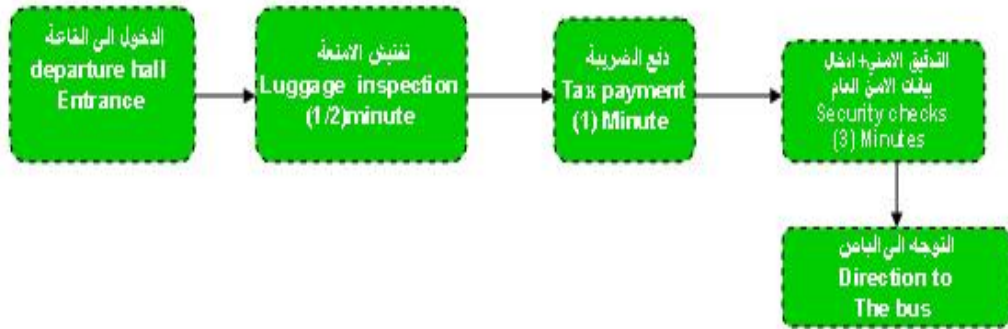 الدخول الى القاعة
departure hall
Entrance
تفتيش الامتعة
Luggage inspection
(1/2)minute
دفع الضريبة
Tax payment
(1) Minute
التدقيق الامني+ ادخال
بيانات الامن العام
Security checks
(3) Minutes
التوجه الى الباص
Direction to
The bus